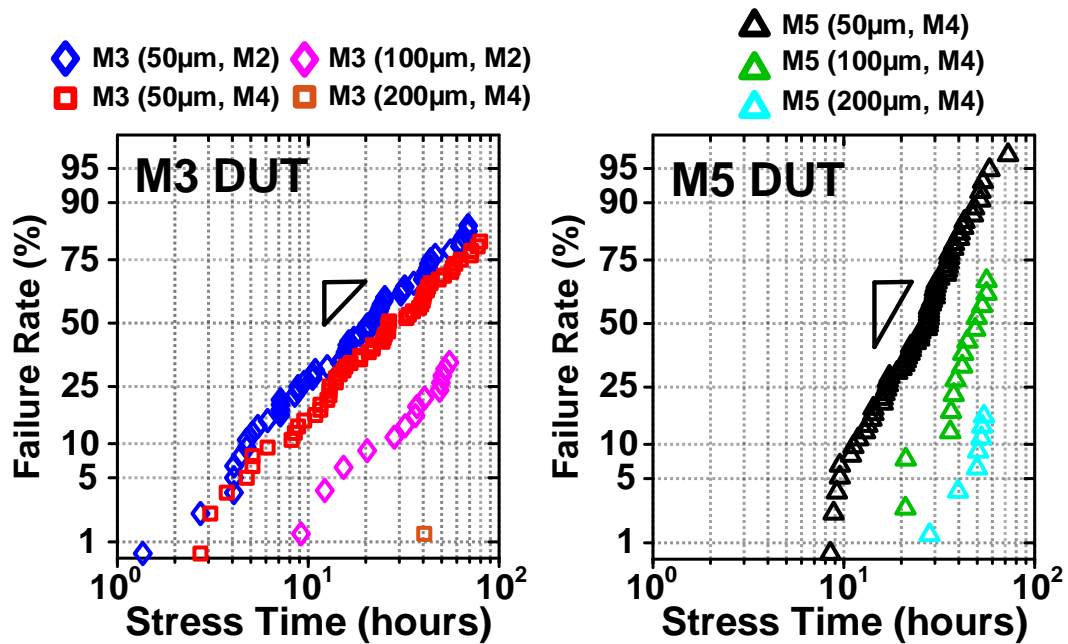 M3 (50µm, M2) M3 (100µm, M2)
M3 (50µm, M4) M3 (200µm, M4)
M3 DUT
Failure Rate (%)
95
90
75
50
25
10
5
1
10⁰ 10¹ 10²
Stress Time (hours)
M5 (50µm, M4)
M5 (100µm, M4)
M5 (200µm, M4)
M5 DUT
Failure Rate (%)
95
90
75
50
25
10
5
1
10⁰ 10¹ 10²
Stress Time (hours)